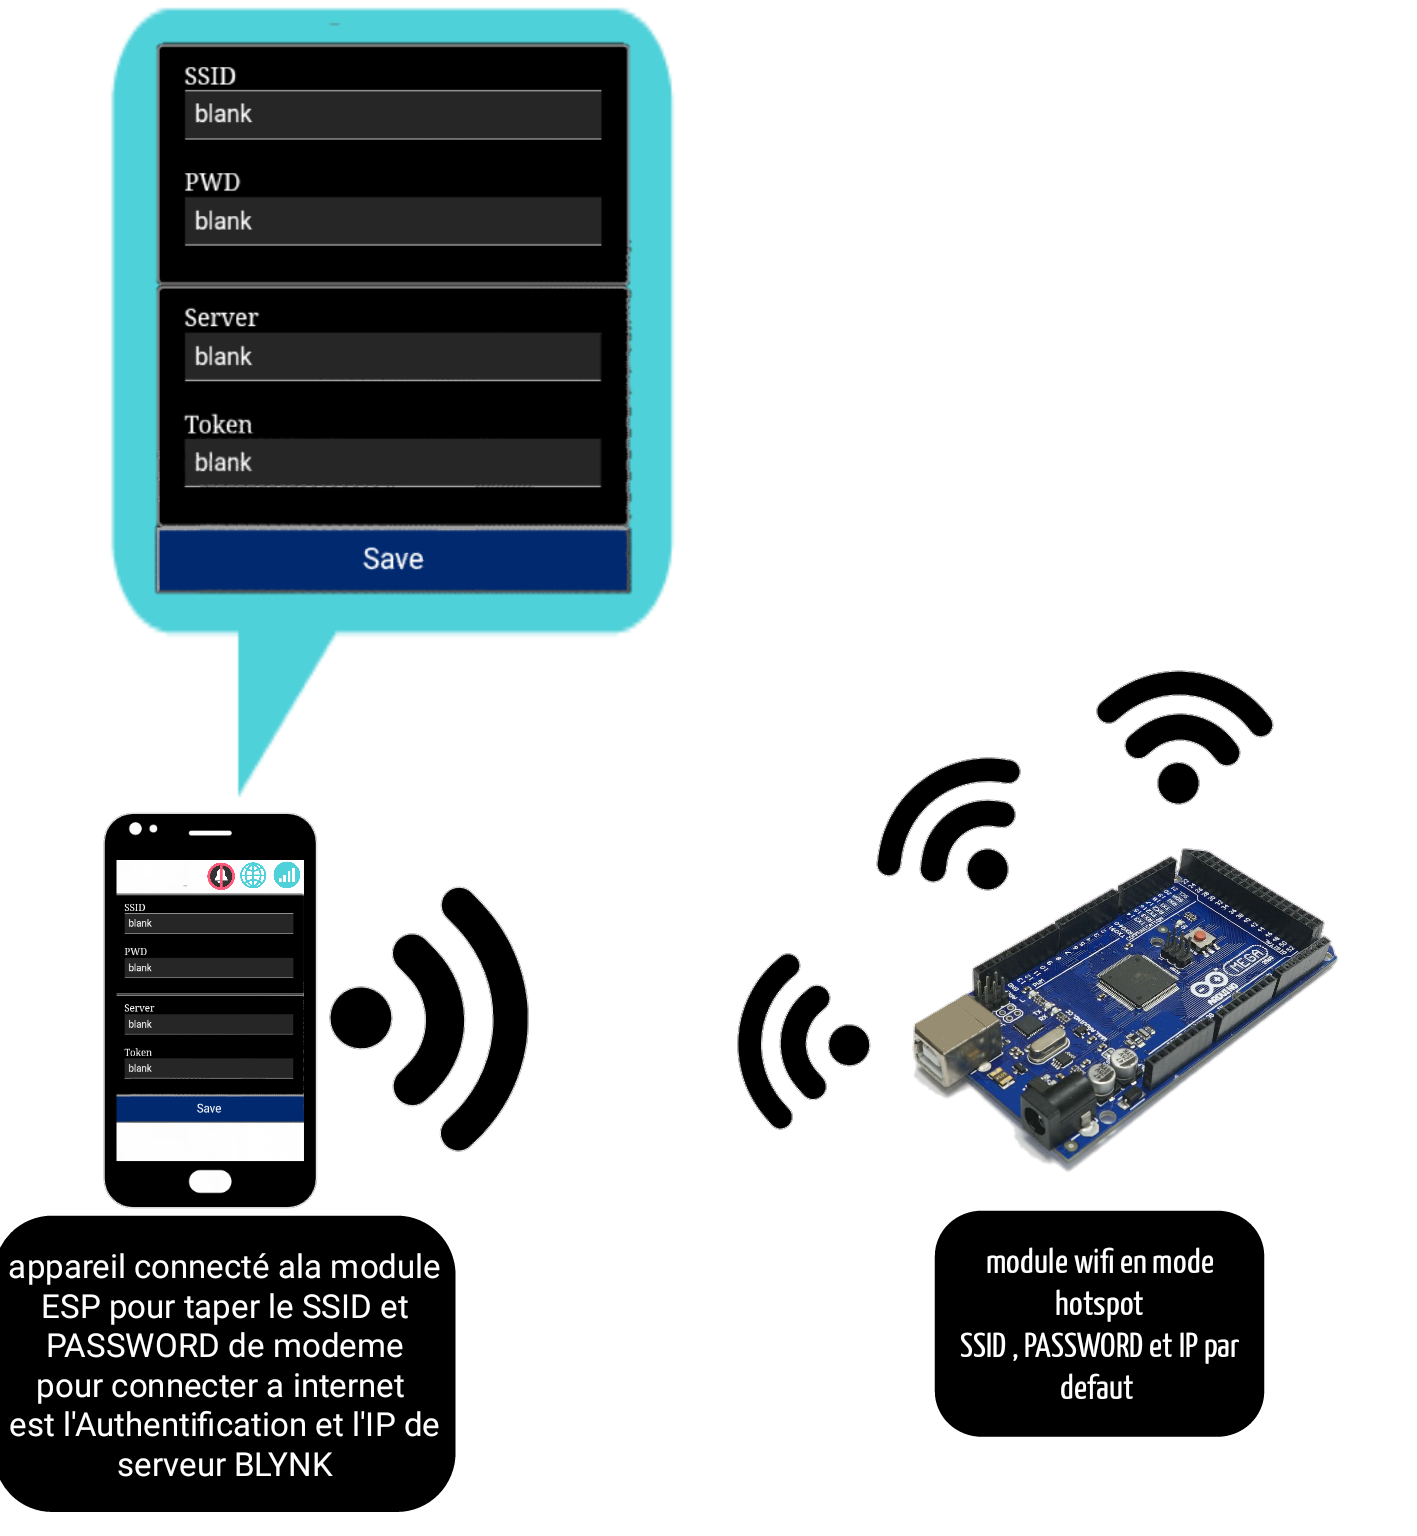 SSID
blank
PWD
blank
Server
blank
Token
blank
Save
SSID
blank
PWD
blank
Server
blank
Token
blank
Save
MEGA
ARDUINO
appareil connecté ala module
ESP pour taper le SSID et
PASSWORD de modeme
pour connecter a internet
est l'Authentification et l'IP de
serveur BLYNK
module wifi en mode
hotspot
SSID , PASSWORD et IP par
defaut